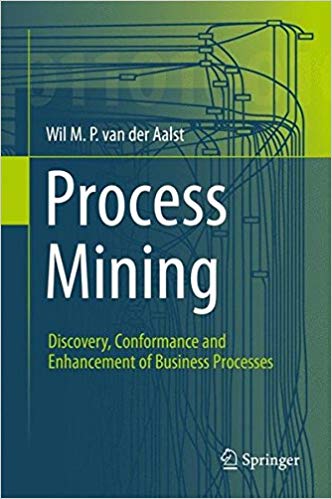 Wil M. P. van der Aalst
Process
Mining
Discovery, Conformance and
Enhancement of Business Processes
Springer